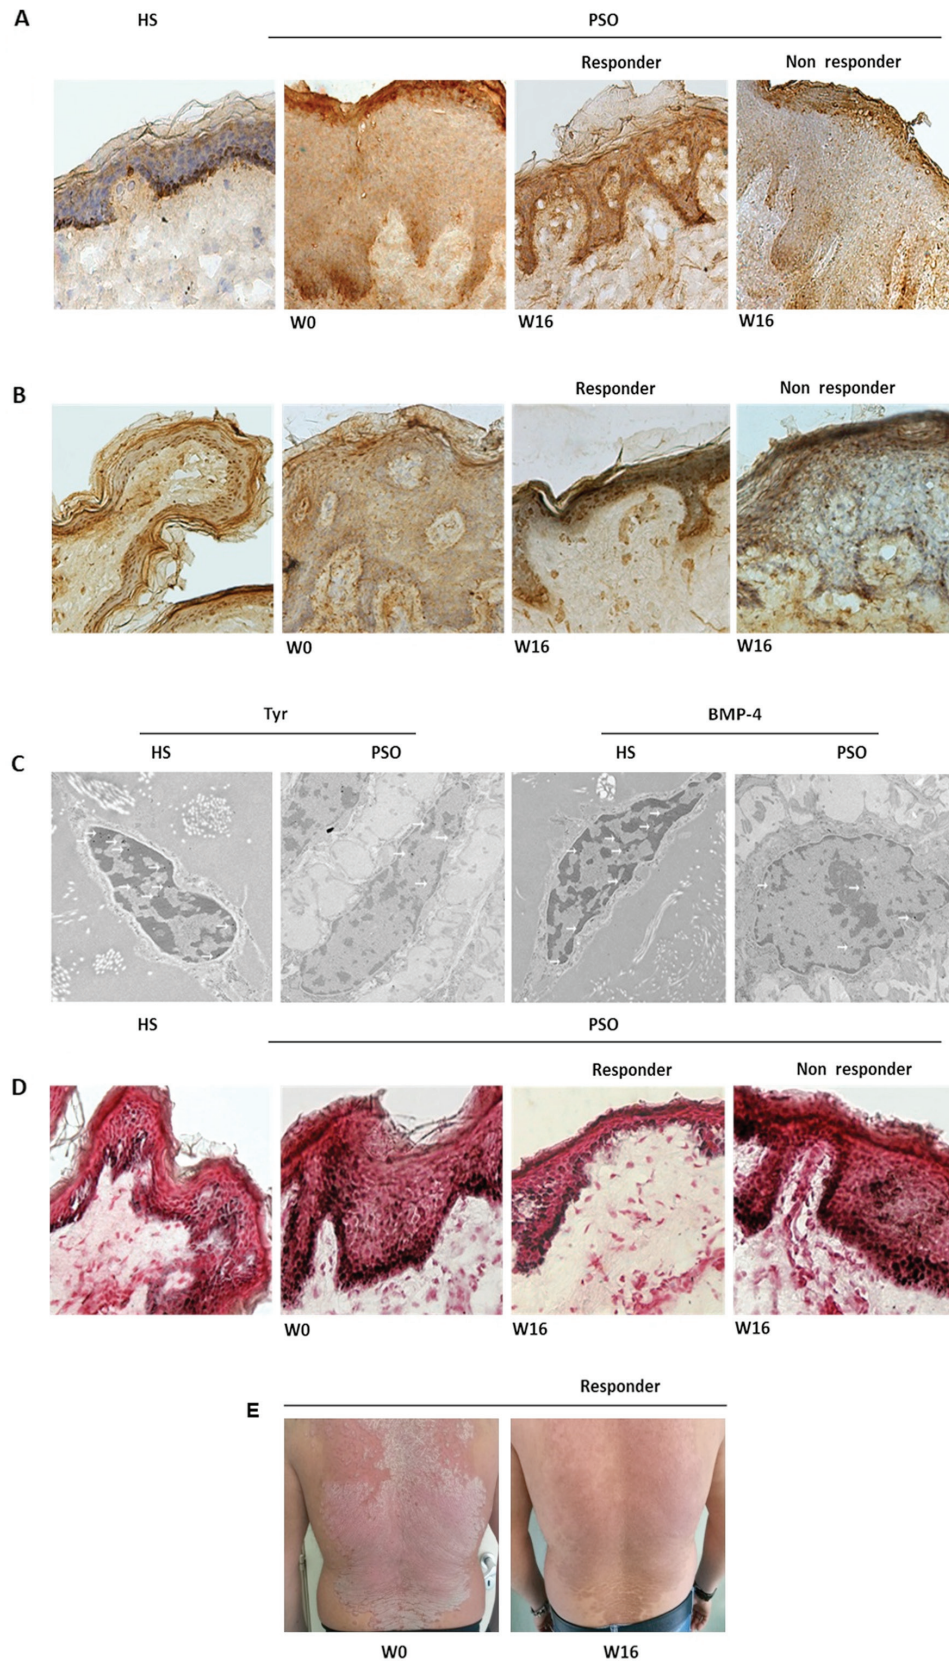 A HS PSO
Responder Non responder
W0 W16 W16
B Responder Non responder
W0 W16 W16
Tyr BMP-4
C HS PSO HS PSO
HS PSO
D Responder Non responder
W0 W16 W16
E Responder
W0 W16